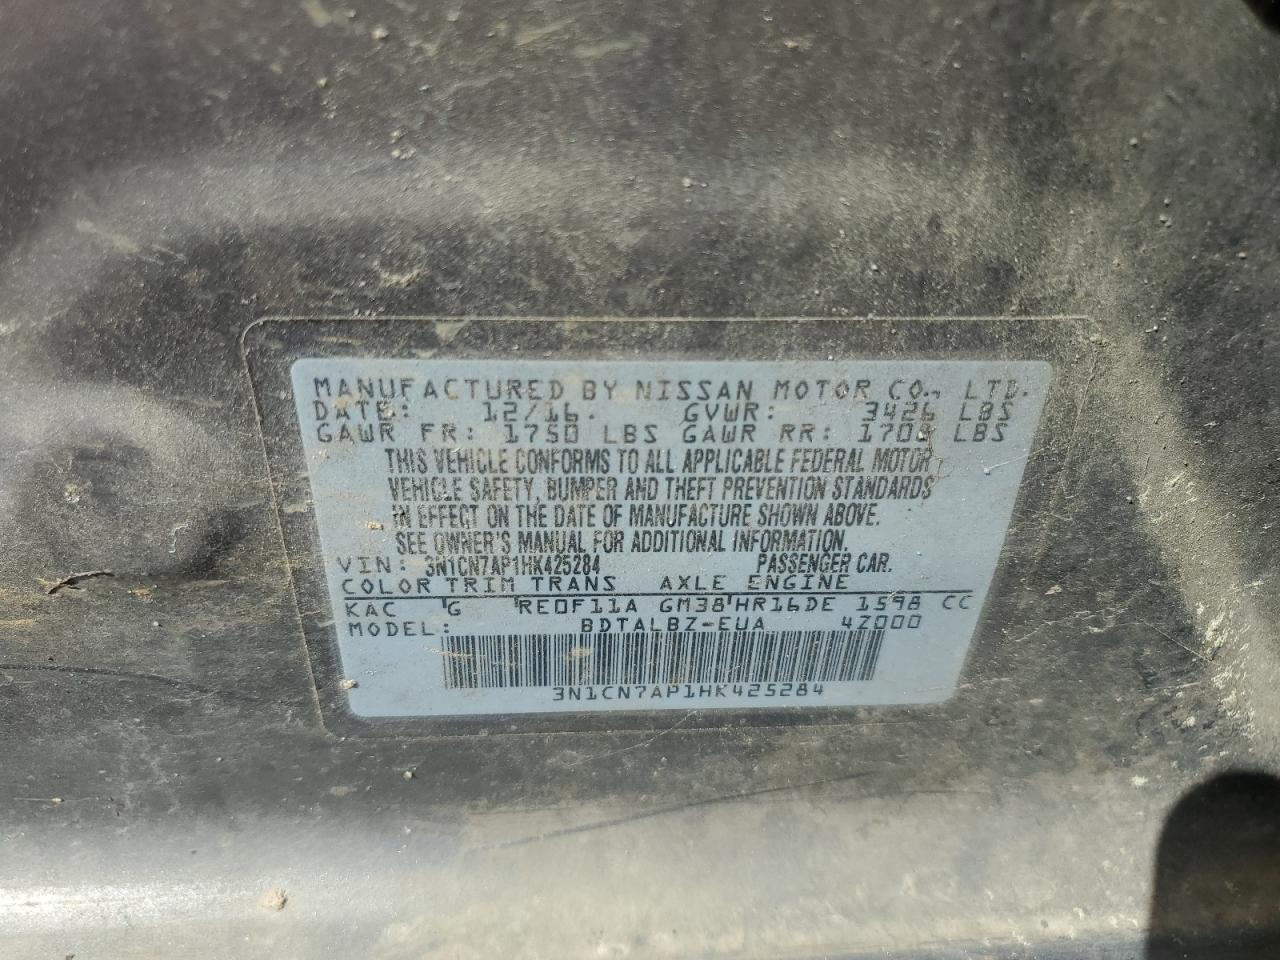 MANUFACTURED BY NISSAN MOTOR CO., LTD.
DATE: 12/16 GVWR: 3426 LBS
GAWR FR: 1750 LBS GAWR RR: 1708 LBS
THIS VEHICLE CONFORMS TO ALL APPLICABLE FEDERAL MOTOR
VEHICLE SAFETY, BUMPER AND THEFT PREVENTION STANDARDS
IN EFFECT ON THE DATE OF MANUFACTURE SHOWN ABOVE.
SEE OWNER'S MANUAL FOR ADDITIONAL INFORMATION.
VIN: 3N1CN7AP1HK425284 PASSENGER CAR.
COLOR TRIM TRANS AXLE ENGINE
KAC G RE0F11A GM38 HR16DE 1598 CC
MODEL: BDTALBZ-EUA 4Z000
3N1CN7AP1HK425284